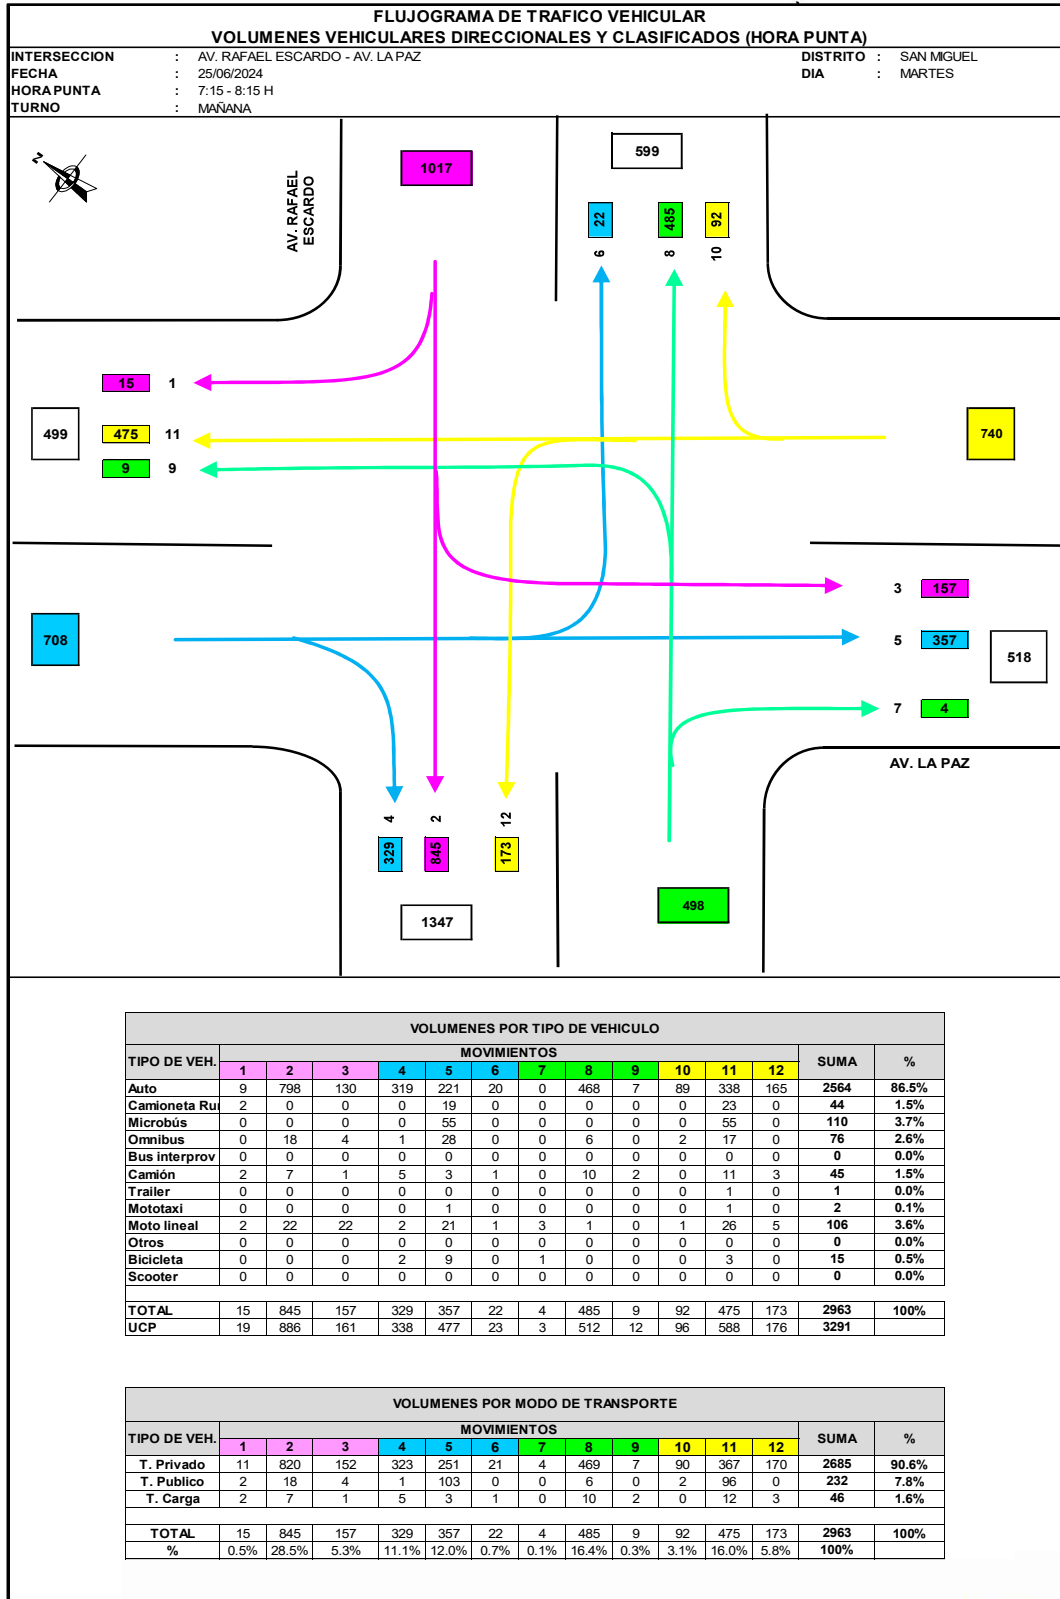 FLUJOGRAMA DE TRAFICO VEHICULAR
VOLUMENES VEHICULARES DIRECCIONALES Y CLASIFICADOS (HORA PUNTA)
INTERSECCION : AV. RAFAEL ESCARDO - AV. LA PAZ DISTRITO : SAN MIGUEL
FECHA : 25/06/2024 DIA : MARTES
HORA PUNTA : 7:15 - 8:15 H
TURNO : MAÑANA
N
AV. RAFAEL
ESCARDO
1017
599
22 485 92
6 8 10
15 1
499 475 11
9 9
740
708
3 157
5 357
518
7 4
AV. LA PAZ
4 2 12
329 845 173
1347
498
VOLUMENES POR TIPO DE VEHICULO
TIPO DE VEH. MOVIMIENTOS SUMA %
1 2 3 4 5 6 7 8 9 10 11 12
Auto 9 798 130 319 221 20 0 468 7 89 338 165 2564 86.5%
Camioneta Rur 2 0 0 0 19 0 0 0 0 0 23 0 44 1.5%
Microbús 0 0 0 0 55 0 0 0 0 0 55 0 110 3.7%
Omnibus 0 18 4 1 28 0 0 6 0 2 17 0 76 2.6%
Bus interprov 0 0 0 0 0 0 0 0 0 0 0 0 0 0.0%
Camión 2 7 1 5 3 1 0 10 2 0 11 3 45 1.5%
Trailer 0 0 0 0 0 0 0 0 0 0 1 0 1 0.0%
Mototaxi 0 0 0 0 1 0 0 0 0 0 1 0 2 0.1%
Moto lineal 2 22 22 2 21 1 3 1 0 1 26 5 106 3.6%
Otros 0 0 0 0 0 0 0 0 0 0 0 0 0 0.0%
Bicicleta 0 0 0 2 9 0 1 0 0 0 3 0 15 0.5%
Scooter 0 0 0 0 0 0 0 0 0 0 0 0 0 0.0%
TOTAL 15 845 157 329 357 22 4 485 9 92 475 173 2963 100%
UCP 19 886 161 338 477 23 3 512 12 96 588 176 3291
VOLUMENES POR MODO DE TRANSPORTE
TIPO DE VEH. MOVIMIENTOS SUMA %
1 2 3 4 5 6 7 8 9 10 11 12
T. Privado 11 820 152 323 251 21 4 469 7 90 367 170 2685 90.6%
T. Publico 2 18 4 1 103 0 0 6 0 2 96 0 232 7.8%
T. Carga 2 7 1 5 3 1 0 10 2 0 12 3 46 1.6%
TOTAL 15 845 157 329 357 22 4 485 9 92 475 173 2963 100%
% 0.5% 28.5% 5.3% 11.1% 12.0% 0.7% 0.1% 16.4% 0.3% 3.1% 16.0% 5.8% 100%